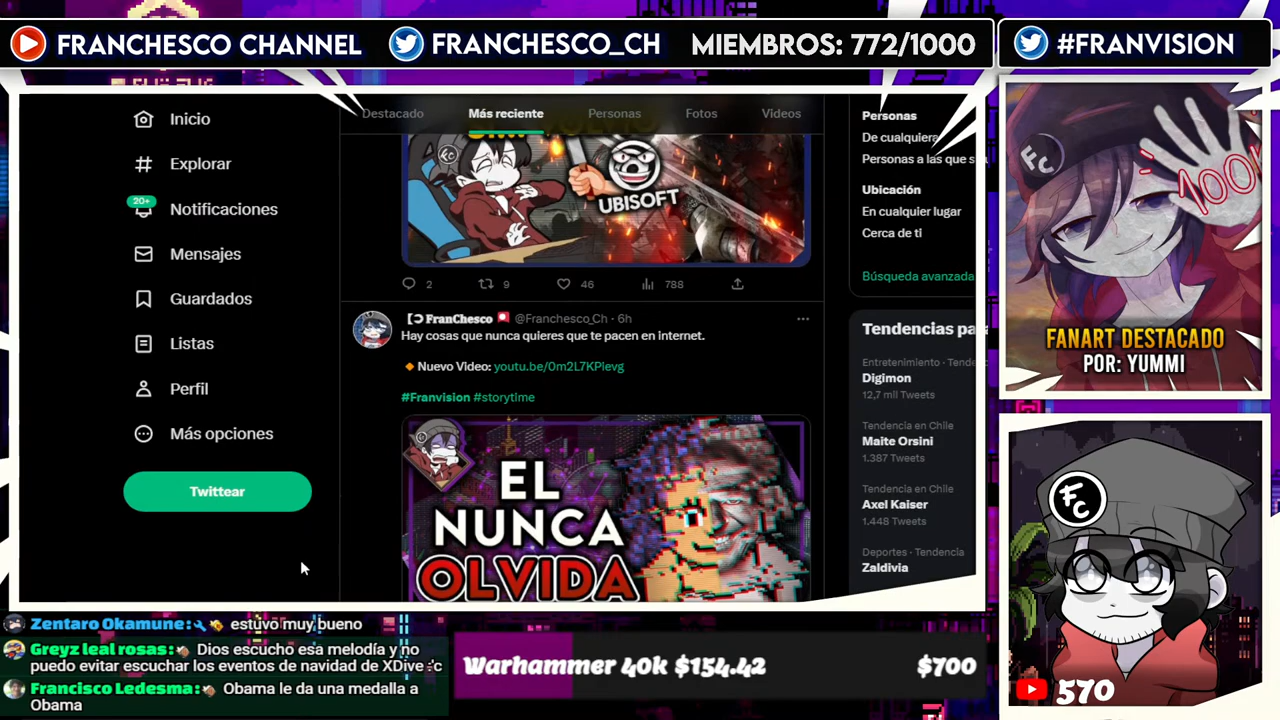 FRANCHESCO CHANNEL
FRANCHESCO_CH
MIEMBROS: 772/1000
#FRANVISION
Inicio
Explorar
20+
Notificaciones
Mensajes
Guardados
Listas
Perfil
Más opciones
Twittear
Destacado
Más reciente
Personas
Fotos
Videos
FC
UBISOFT
2
9
46
788
FranChesco @Franchesco_Ch · 6h
Hay cosas que nunca quieres que te pacen en internet.
Nuevo Video: youtu.be/0m2L7KPievg
#Franvision #storytime
EL
NUNCA
OLVIDA
Personas
De cualquiera
Personas a las que s
Ubicación
En cualquier lugar
Cerca de ti
Búsqueda avanzada
Tendencias pa
Entretenimiento · Tende
Digimon
12,7 mil Tweets
Tendencia en Chile
Maite Orsini
1.387 Tweets
Tendencia en Chile
Axel Kaiser
1.448 Tweets
Deportes · Tendencia
Zaldivia
FC
100
FANART DESTACADO
POR: YUMMI
FC
570
Zentaro Okamune: estuvo muy bueno
Greyz leal rosas: Dios escucho esa melodía y no
puedo evitar escuchar los eventos de navidad de XDive :c
Francisco Ledesma: Obama le da una medalla a
Obama
Warhammer 40k $154.42
$700